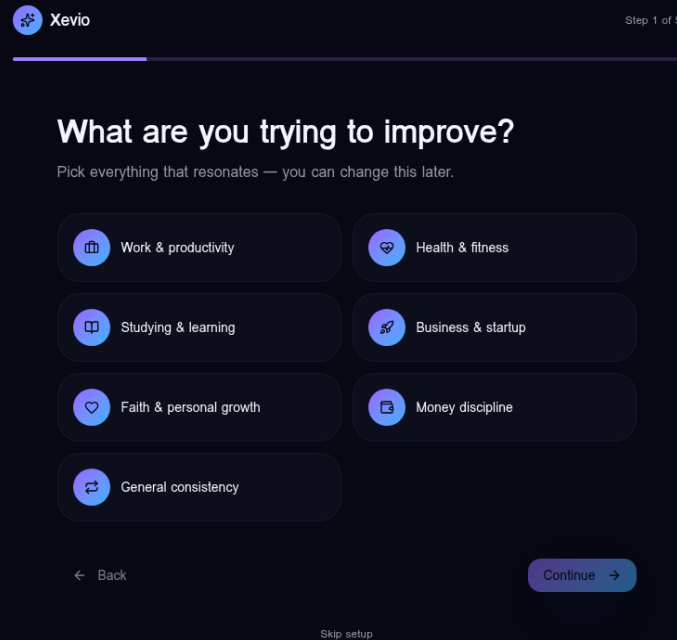 Xevio
Step 1 of
What are you trying to improve?
Pick everything that resonates — you can change this later.
Work & productivity
Health & fitness
Studying & learning
Business & startup
Faith & personal growth
Money discipline
General consistency
Back
Continue
Skip setup